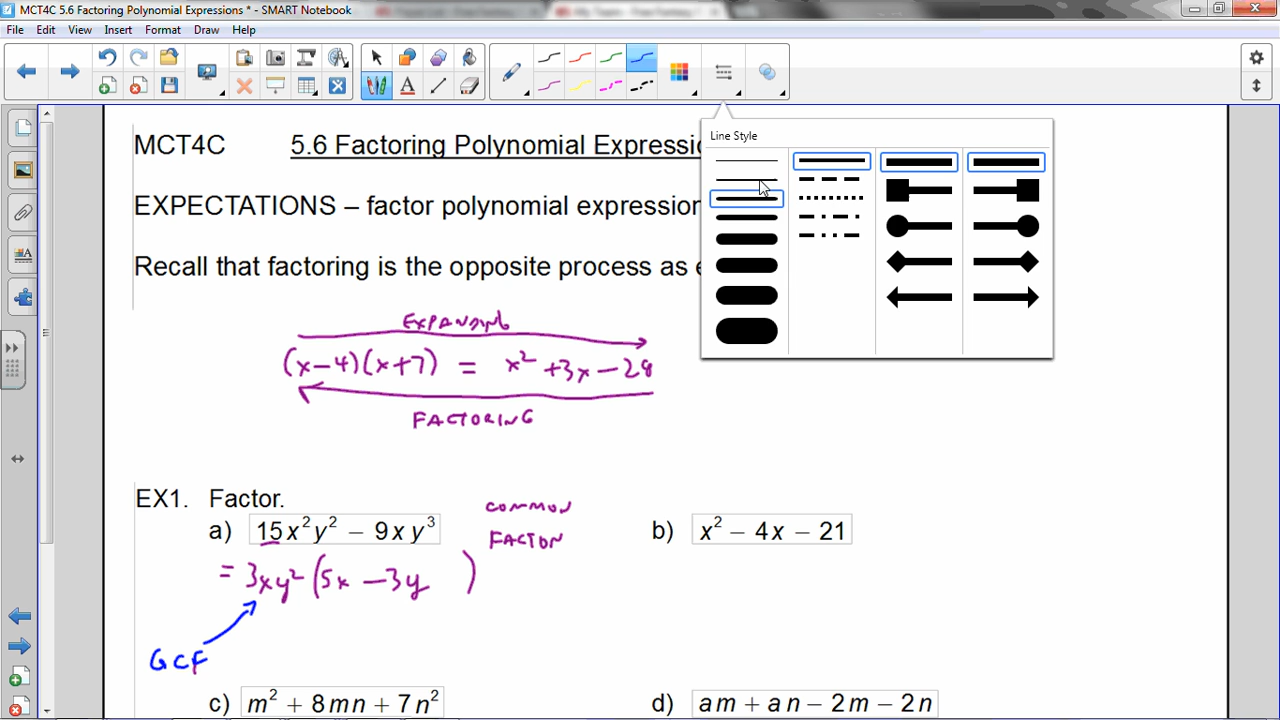 MCT4C 5.6 Factoring Polynomial Expressions * - SMART Notebook
File Edit View Insert Format Draw Help
Line Style
MCT4C 5.6 Factoring Polynomial Expressi
EXPECTATIONS – factor polynomial expression
Recall that factoring is the opposite process as e
EXPANDING
(x-4)(x+7) = x² +3x-28
FACTORING
EX1. Factor.
COMMON
FACTOR
a) 15x²y² − 9xy³
b) x² − 4x − 21
= 3xy² (5x -3y )
GCF
c) m² + 8mn + 7n²
d) am + an − 2m − 2n